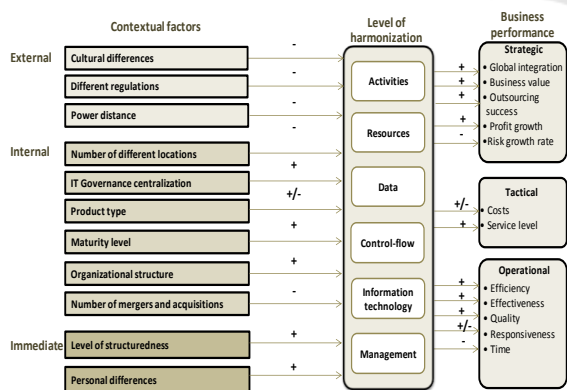 Contextual factors
Level of
harmonization
Business
performance
External
Cultural differences
-
Different regulations
-
Power distance
-
Internal
Number of different locations
-
IT Governance centralization
+
Product type
+/-
Maturity level
+
Organizational structure
+
Number of mergers and acquisitions
-
Immediate
Level of structuredness
+
Personal differences
+
Activities
Resources
Data
Control-flow
Information
technology
Management
Strategic
+ • Global integration
+ • Business value
+ • Outsourcing
success
+ • Profit growth
- •Risk growth rate
Tactical
+/- • Costs
+ • Service level
Operational
+ • Efficiency
+ • Effectiveness
+ • Quality
+/- • Responsiveness
- • Time